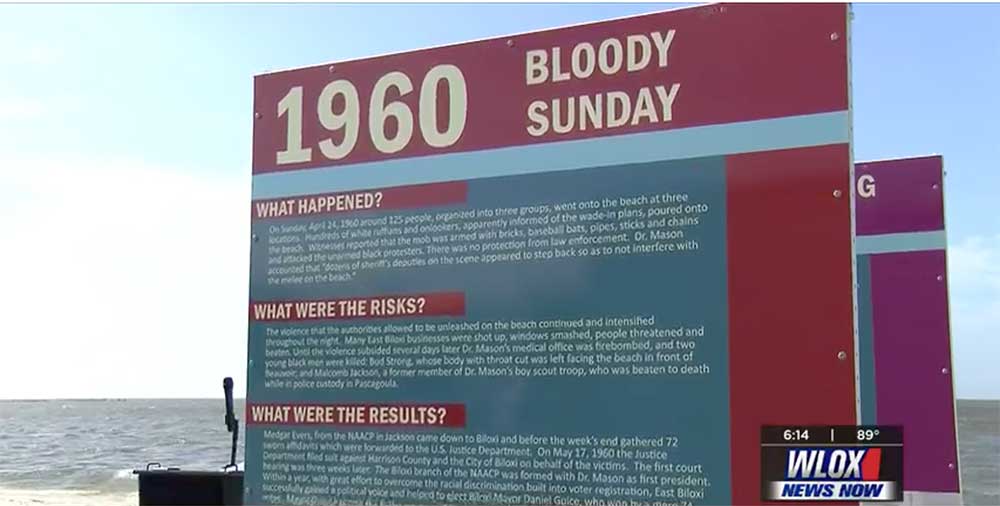 1960
BLOODY
SUNDAY
WHAT HAPPENED?
On Sunday, April 24, 1960 around 125 people, organized into three groups, went onto the beach at three
locations. Hundreds of white ruffians and onlookers, apparently informed of the wade-in plans, poured onto
the beach. Witnesses reported that the mob was armed with bricks, baseball bats, pipes, sticks and chains
and attacked the unarmed black protesters. There was no protection from law enforcement. Dr. Mason
accounted that "dozens of sheriff's deputies on the scene appeared to step back so as to not interfere with
the melee on the beach."
WHAT WERE THE RISKS?
The violence that the authorities allowed to be unleashed on the beach continued and intensified
throughout the night. Many East Biloxi businesses were shot up, windows smashed, people threatened and
beaten. Until the violence subsided several days later Dr. Mason's medical office was firebombed, and two
young black men were killed: Bud Strong, whose body with throat cut was left facing the beach in front of
Beauvoir; and Malcomb Jackson, a former member of Dr. Mason's boy scout troop, who was beaten to death
while in police custody in Pascagoula.
WHAT WERE THE RESULTS?
Medgar Evers, from the NAACP in Jackson came down to Biloxi and before the week's end gathered 72
sworn affidavits which were forwarded to the U.S. Justice Department. On May 17, 1960 the Justice
Department filed suit against Harrison County and the City of Biloxi on behalf of the victims. The first court
hearing was three weeks later. The Biloxi branch of the NAACP was formed with Dr. Mason as first president.
Within a year, with great effort to overcome the racial discrimination built into voter registration, East Biloxi
successfully gained a political voice and helped to elect Biloxi Mayor Daniel Guice, who won by a mere 74
G
6:14 | 89°
WLOX
NEWS NOW